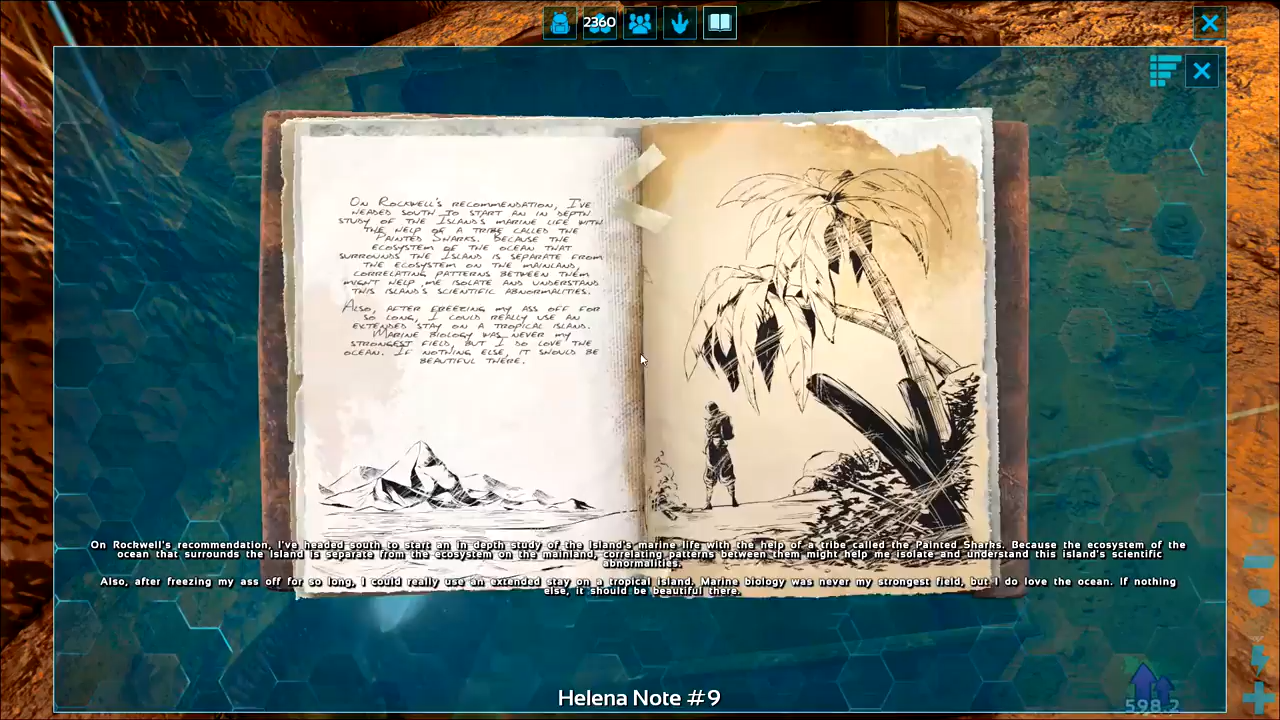 2360
On Rockwell's recommendation, I've
headed south to start an in depth
study of the Island's marine life with
the help of a tribe called the
Painted Sharks. Because the
ecosystem of the ocean that
surrounds the Island is separate from
the ecosystem on the mainland,
correlating patterns between them
might help me isolate and understand
this island's scientific abnormalities.
Also, after freezing my ass off for
so long, I could really use an
extended stay on a tropical island.
Marine biology was never my
strongest field, but I do love the
ocean. If nothing else, it should be
beautiful there.
On Rockwell's recommendation, I've headed south to start an in depth study of the Island's marine life with the help of a tribe called the Painted Sharks. Because the ecosystem of the
ocean that surrounds the Island is separate from the ecosystem on the mainland, correlating patterns between them might help me isolate and understand this island's scientific
abnormalities.
Also, after freezing my ass off for so long, I could really use an extended stay on a tropical island. Marine biology was never my strongest field, but I do love the ocean. If nothing
else, it should be beautiful there.
Helena Note #9
598.2